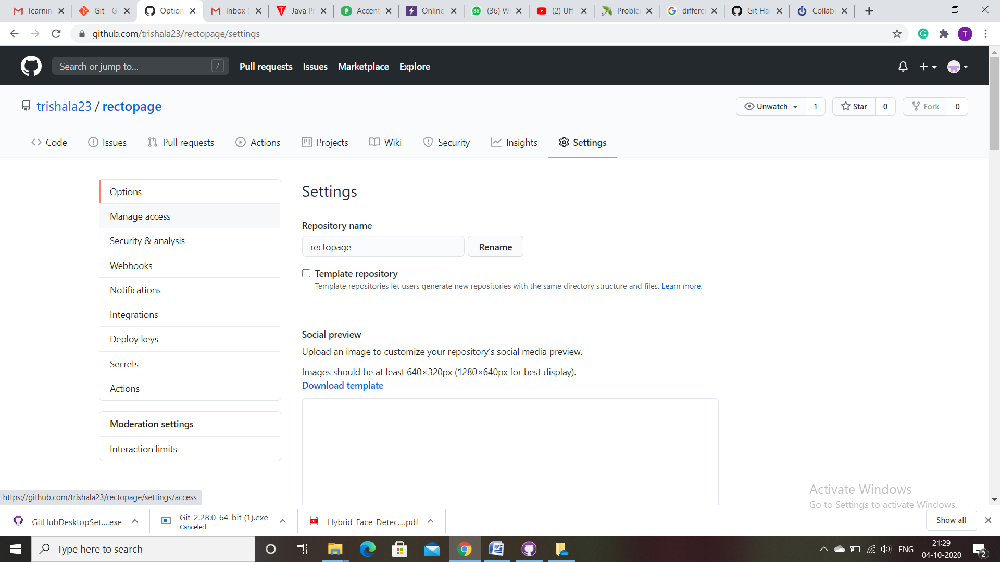 learnin
Git - Gl
Option
Inbox (
Java Pr
Accent
Online
(36) W
(2) Uff
Proble
differe
Git Ha
Collab
github.com/trishala23/rectopage/settings
T
Search or jump to...
/
Pull requests
Issues
Marketplace
Explore
trishala23 / rectopage
Unwatch
1
Star
0
Fork
0
Code
Issues
Pull requests
Actions
Projects
Wiki
Security
Insights
Settings
Options
Manage access
Security & analysis
Webhooks
Notifications
Integrations
Deploy keys
Secrets
Actions
Moderation settings
Interaction limits
Settings
Repository name
rectopage
Rename
Template repository
Template repositories let users generate new repositories with the same directory structure and files. Learn more.
Social preview
Upload an image to customize your repository’s social media preview.
Images should be at least 640×320px (1280×640px for best display).
Download template
Activate Windows
Go to Settings to activate Windows.
https://github.com/trishala23/rectopage/settings/access
GitHubDesktopSet....exe
Git-2.28.0-64-bit (1).exe
Canceled
Hybrid_Face_Detec....pdf
Show all
Type here to search
ENG
21:29
04-10-2020
2